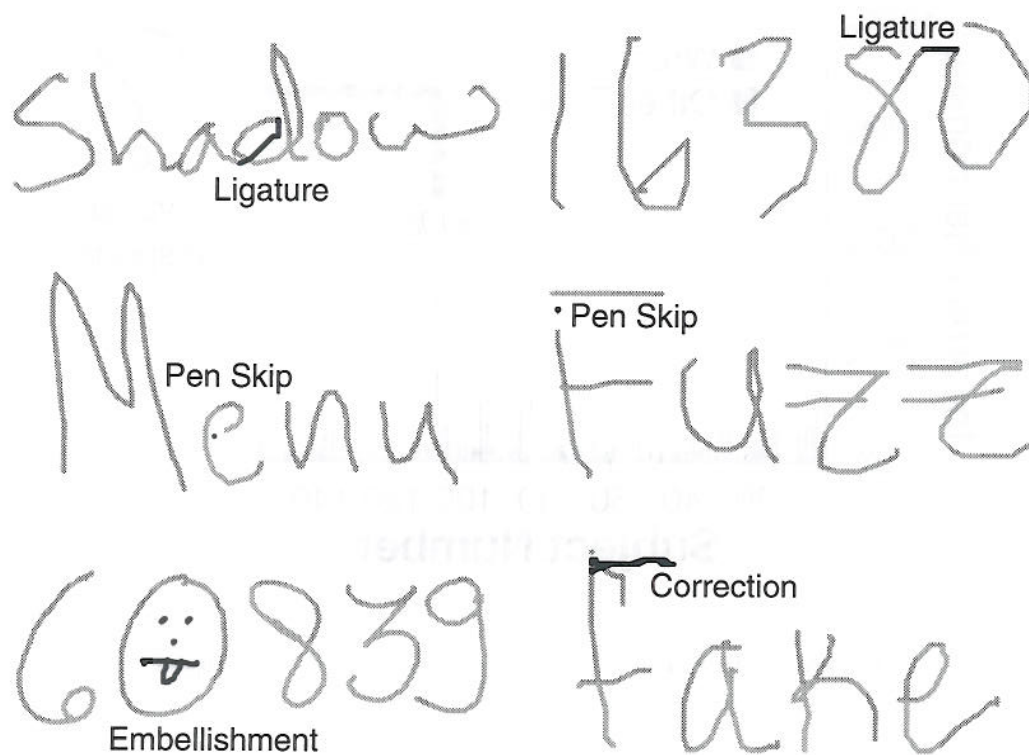 Shadow
Ligature
16380
Ligature
Menu
Pen Skip
Fuzz
Pen Skip
60839
Embellishment
Fake
Correction